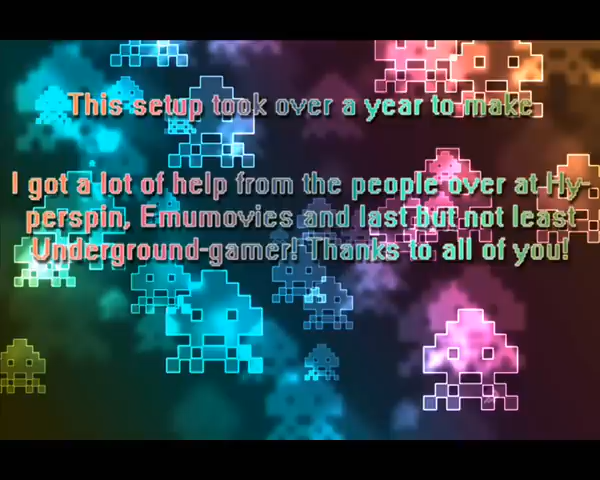 This setup took over a year to make
I got a lot of help from the people over at Hy-
perspin, Emumovies and last but not least
Underground-gamer! Thanks to all of you!